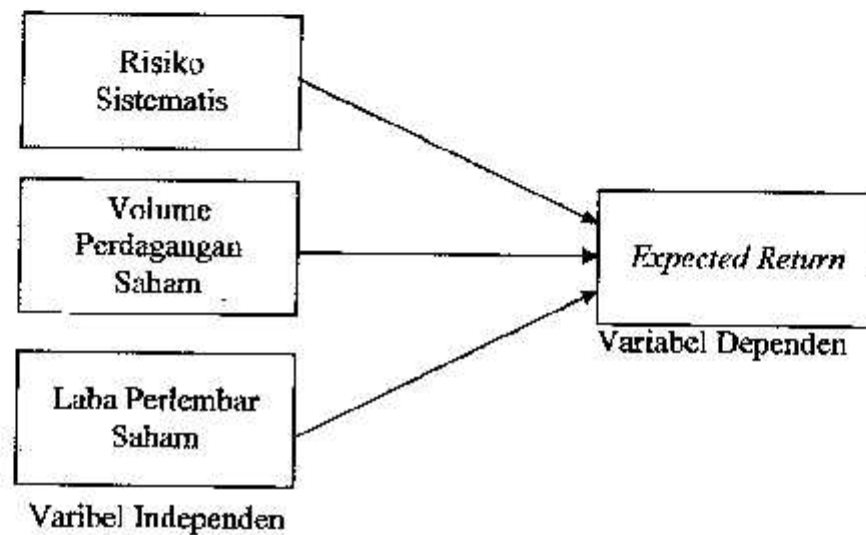 Risiko
Sistematis
Volume
Perdagangan
Saham
Expected Return
Variabel Dependen
Laba Perlembar
Saham
Varibel Independen